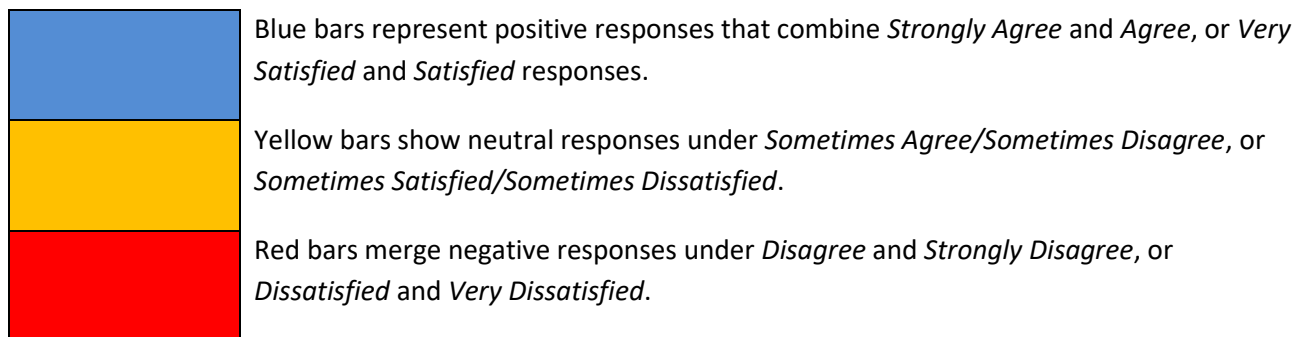 Blue bars represent positive responses that combine Strongly Agree and Agree, or Very
Satisfied and Satisfied responses.
Yellow bars show neutral responses under Sometimes Agree/Sometimes Disagree, or
Sometimes Satisfied/Sometimes Dissatisfied.
Red bars merge negative responses under Disagree and Strongly Disagree, or
Dissatisfied and Very Dissatisfied.